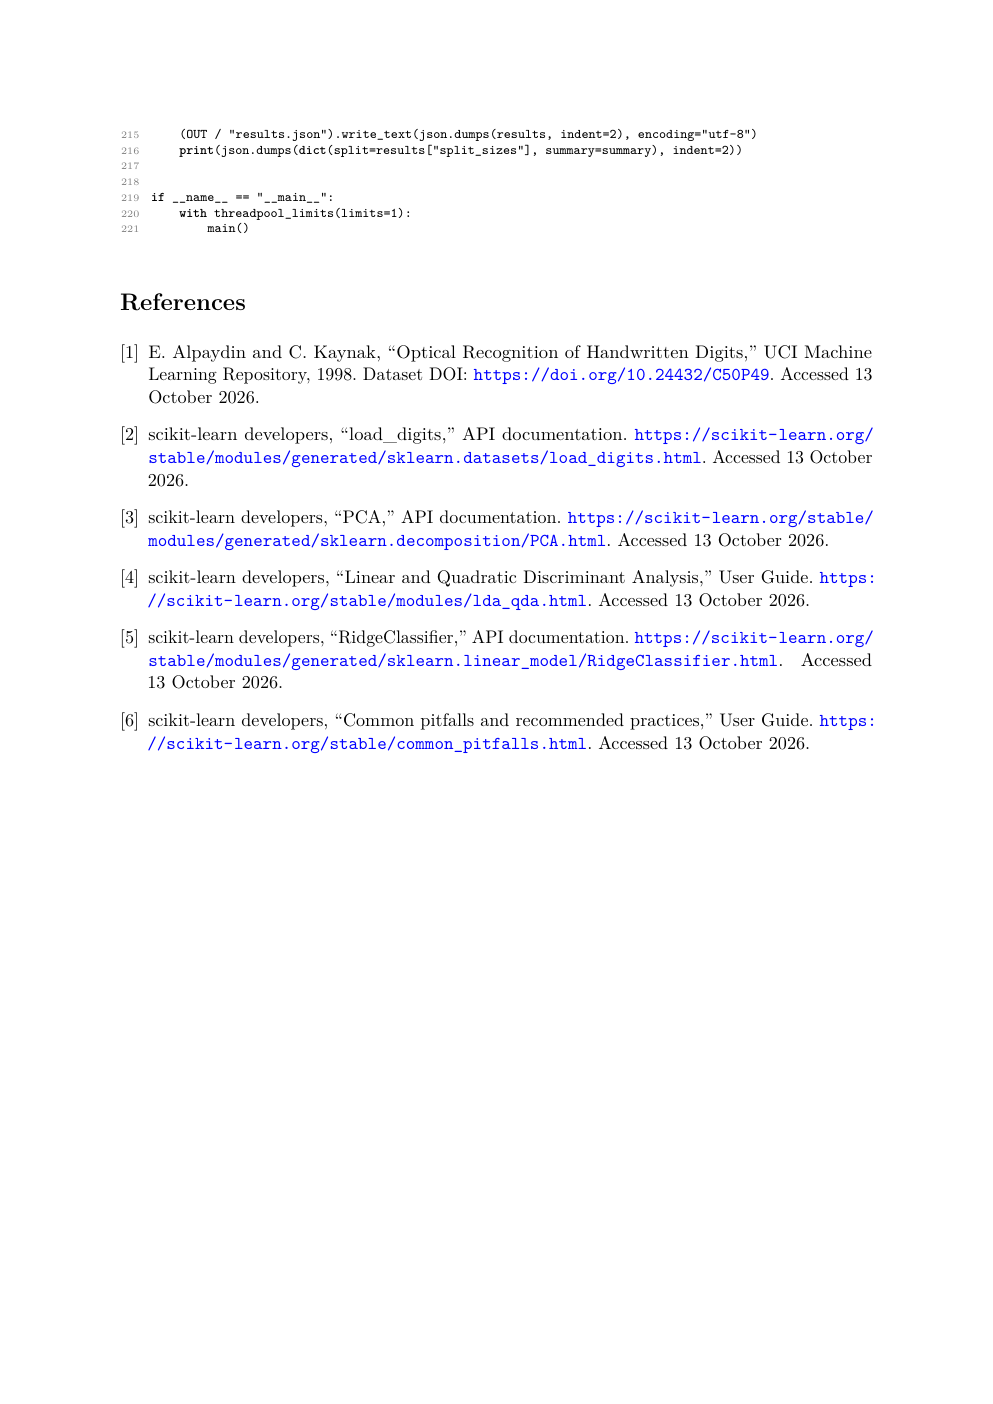 215 (OUT / "results.json").write_text(json.dumps(results, indent=2), encoding="utf-8")
216 print(json.dumps(dict(split=results["split_sizes"], summary=summary), indent=2))
217
218
219 if __name__ == "__main__":
220 with threadpool_limits(limits=1):
221 main()
References
[1] E. Alpaydin and C. Kaynak, “Optical Recognition of Handwritten Digits,” UCI Machine
Learning Repository, 1998. Dataset DOI: https://doi.org/10.24432/C50P49. Accessed 13
October 2026.
[2] scikit-learn developers, “load_digits,” API documentation. https://scikit-learn.org/
stable/modules/generated/sklearn.datasets/load_digits.html. Accessed 13 October
2026.
[3] scikit-learn developers, “PCA,” API documentation. https://scikit-learn.org/stable/
modules/generated/sklearn.decomposition/PCA.html. Accessed 13 October 2026.
[4] scikit-learn developers, “Linear and Quadratic Discriminant Analysis,” User Guide. https:
//scikit-learn.org/stable/modules/lda_qda.html. Accessed 13 October 2026.
[5] scikit-learn developers, “RidgeClassifier,” API documentation. https://scikit-learn.org/
stable/modules/generated/sklearn.linear_model/RidgeClassifier.html. Accessed
13 October 2026.
[6] scikit-learn developers, “Common pitfalls and recommended practices,” User Guide. https:
//scikit-learn.org/stable/common_pitfalls.html. Accessed 13 October 2026.